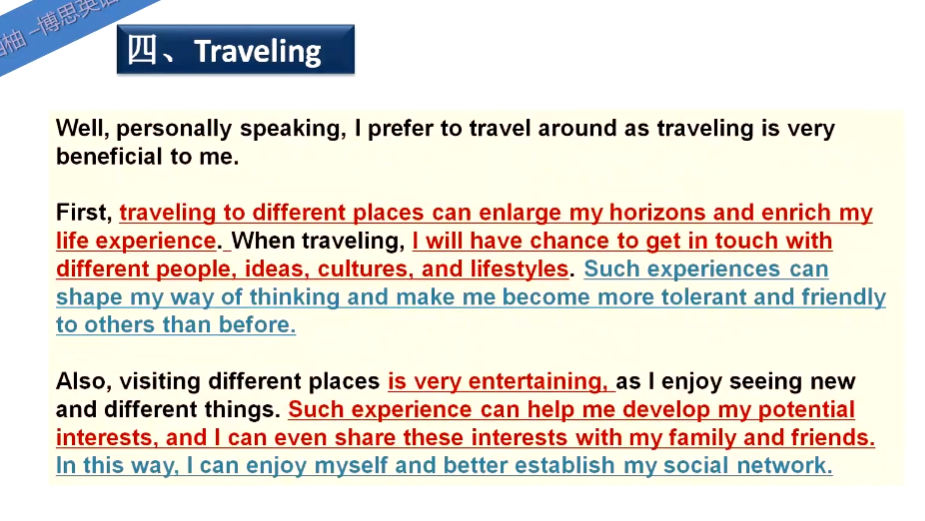 柚 –博思英语
四、Traveling
Well, personally speaking, I prefer to travel around as traveling is very
beneficial to me.
First, traveling to different places can enlarge my horizons and enrich my
life experience. When traveling, I will have chance to get in touch with
different people, ideas, cultures, and lifestyles. Such experiences can
shape my way of thinking and make me become more tolerant and friendly
to others than before.
Also, visiting different places is very entertaining, as I enjoy seeing new
and different things. Such experience can help me develop my potential
interests, and I can even share these interests with my family and friends.
In this way, I can enjoy myself and better establish my social network.